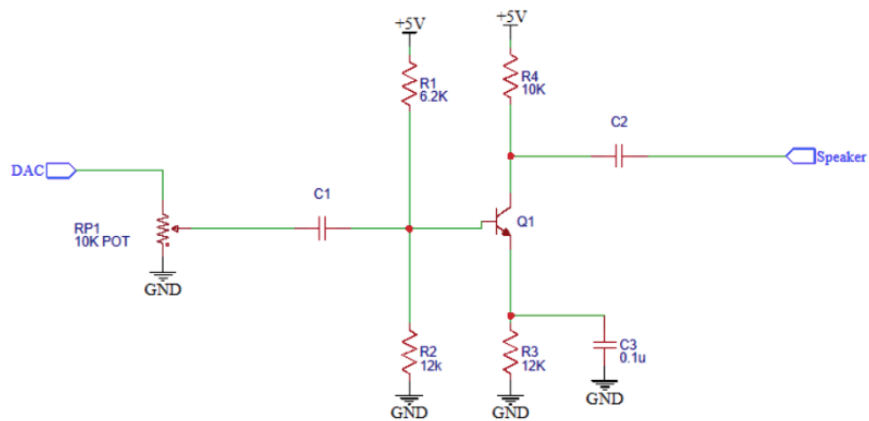 +5V
+5V
R1
6.2K
R4
10K
C2
DAC
Speaker
C1
RP1
10K POT
Q1
GND
R2
12k
R3
12K
C3
0.1u
GND
GND
GND